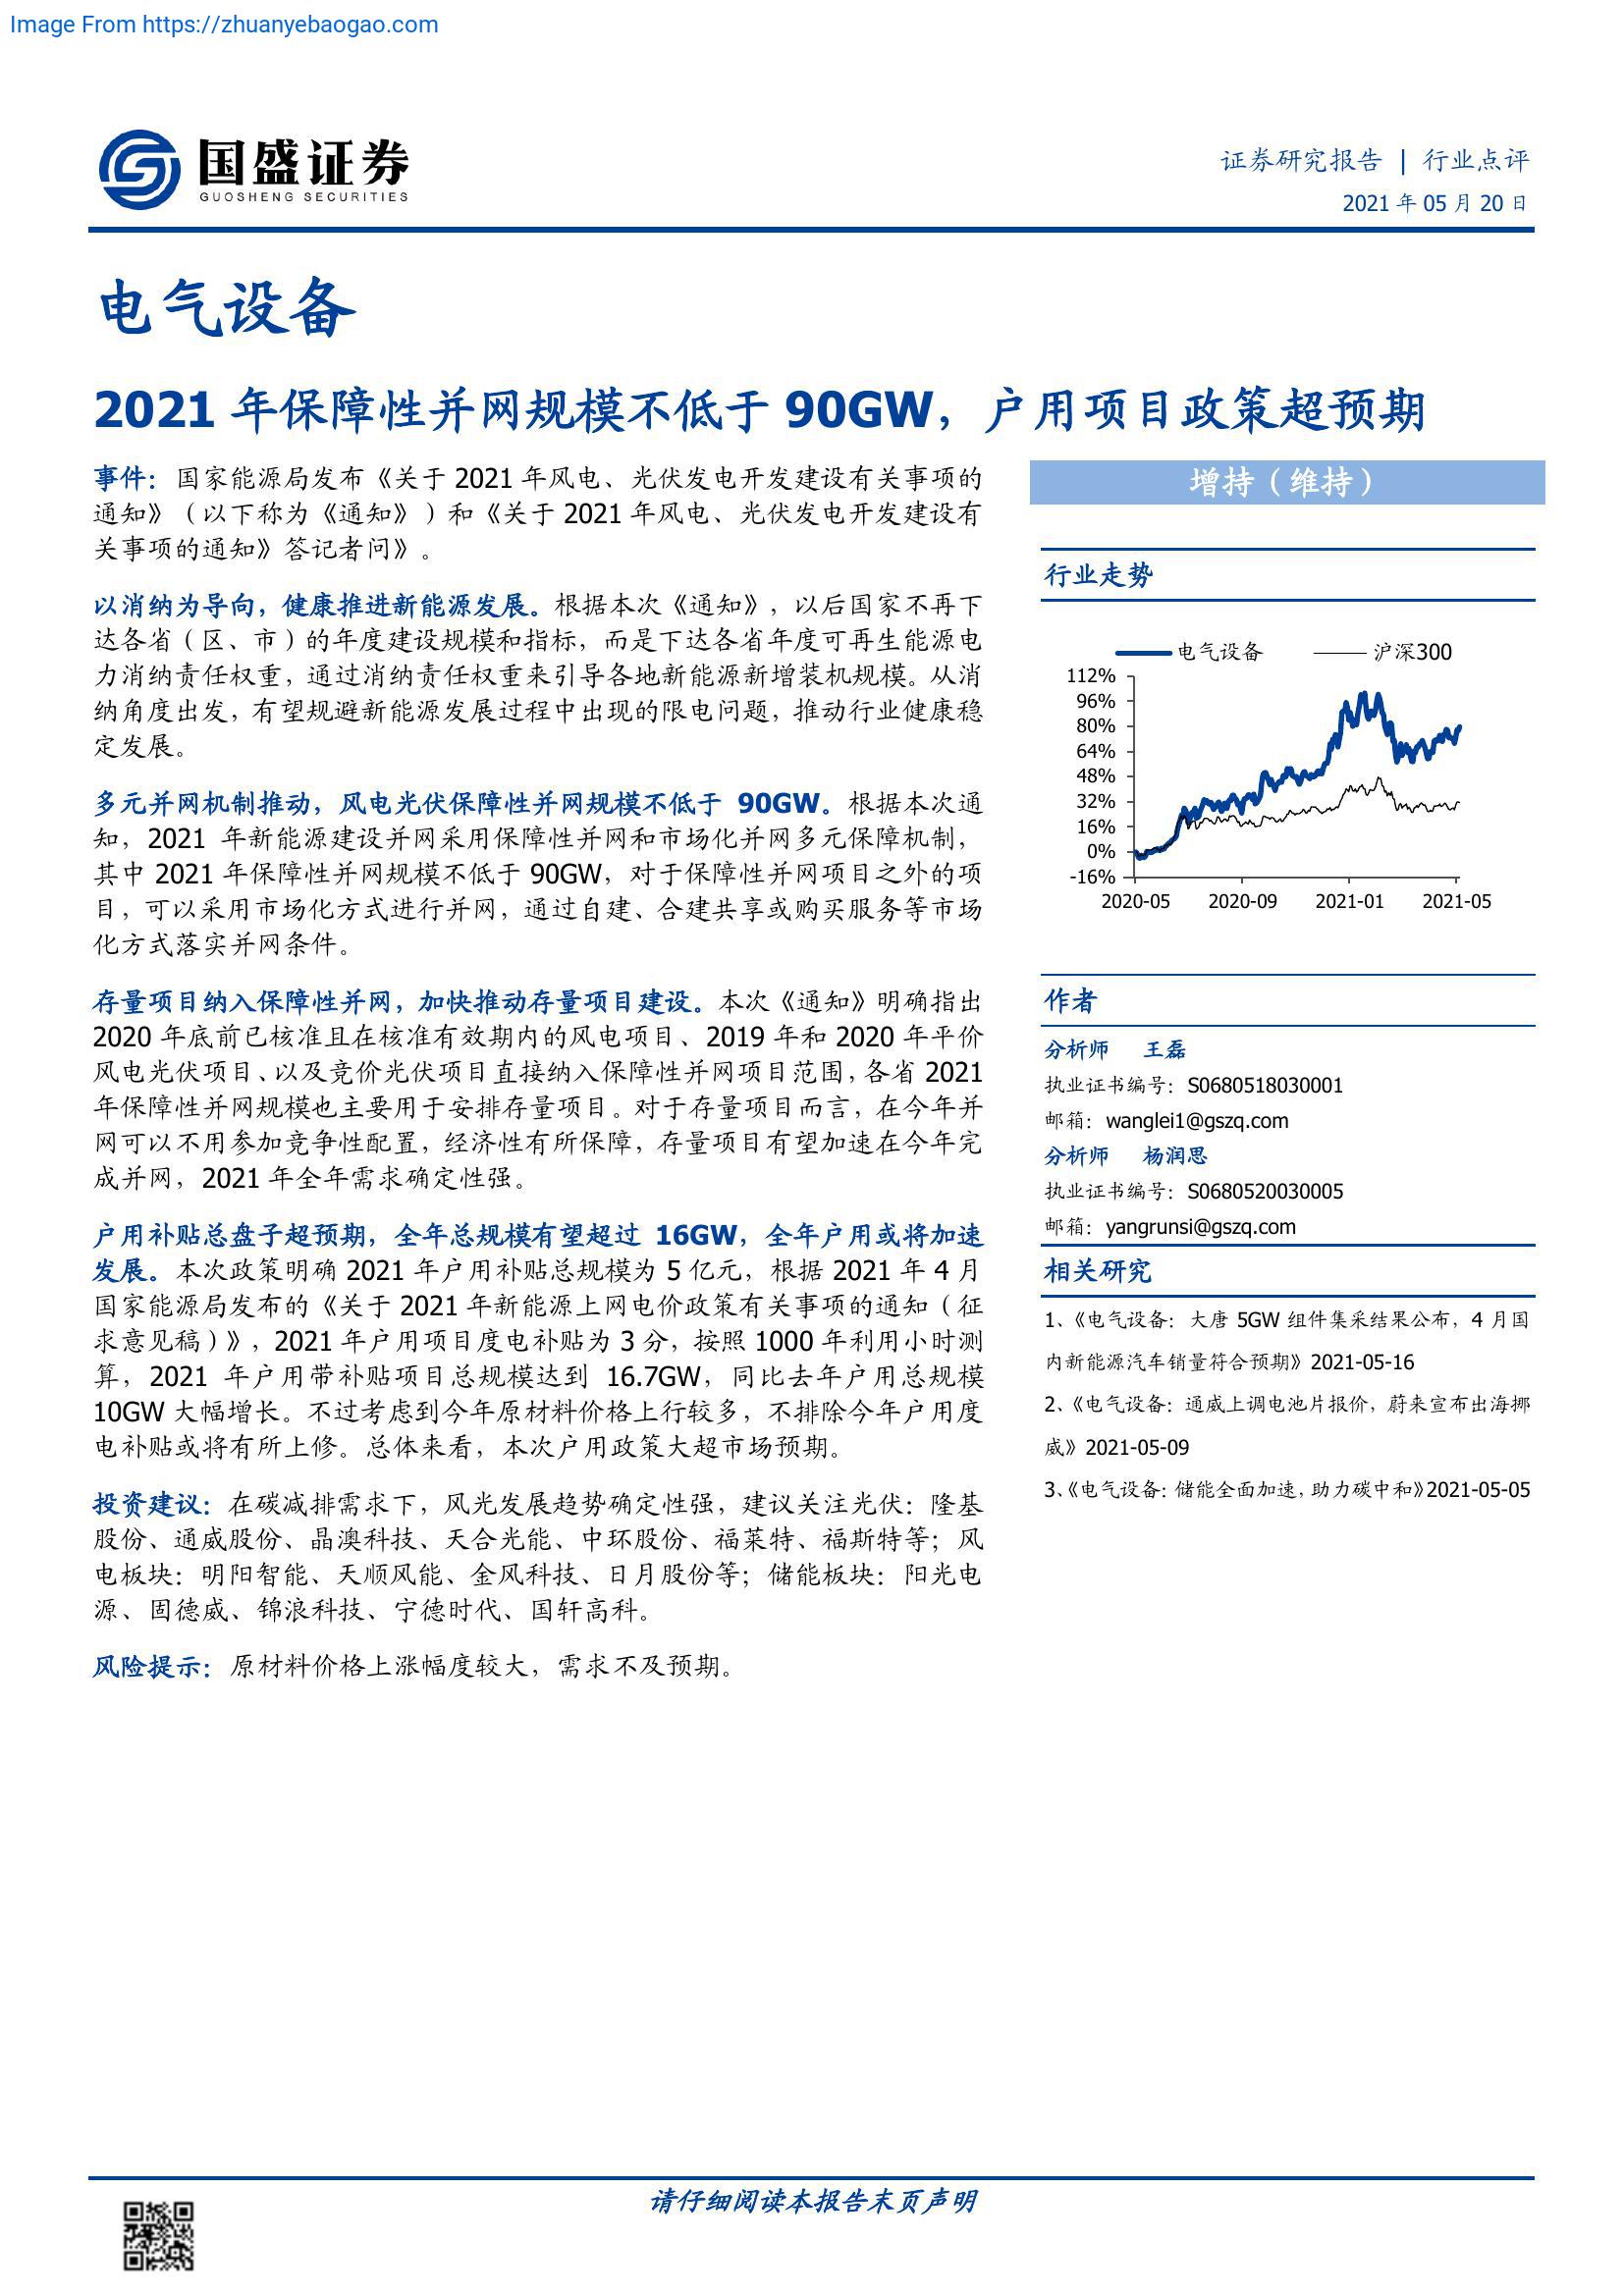 Image From https://zhuanyebaogao.com
国盛证券
GUOSHENG SECURITIES
证券研究报告 | 行业点评
2021 年 05 月 20 日
电气设备
2021 年保障性并网规模不低于 90GW，户用项目政策超预期
事件：国家能源局发布《关于 2021 年风电、光伏发电开发建设有关事项的
通知》（以下称为《通知》）和《关于 2021 年风电、光伏发电开发建设有
关事项的通知》答记者问》。
以消纳为导向，健康推进新能源发展。根据本次《通知》，以后国家不再下
达各省（区、市）的年度建设规模和指标，而是下达各省年度可再生能源电
力消纳责任权重，通过消纳责任权重来引导各地新能源新增装机规模。从消
纳角度出发，有望规避新能源发展过程中出现的限电问题，推动行业健康稳
定发展。
多元并网机制推动，风电光伏保障性并网规模不低于 90GW。根据本次通
知，2021 年新能源建设并网采用保障性并网和市场化并网多元保障机制，
其中 2021 年保障性并网规模不低于 90GW，对于保障性并网项目之外的项
目，可以采用市场化方式进行并网，通过自建、合建共享或购买服务等市场
化方式落实并网条件。
存量项目纳入保障性并网，加快推动存量项目建设。本次《通知》明确指出
2020 年底前已核准且在核准有效期内的风电项目、2019 年和 2020 年平价
风电光伏项目、以及竞价光伏项目直接纳入保障性并网项目范围，各省 2021
年保障性并网规模也主要用于安排存量项目。对于存量项目而言，在今年并
网可以不用参加竞争性配置，经济性有所保障，存量项目有望加速在今年完
成并网，2021 年全年需求确定性强。
户用补贴总盘子超预期，全年总规模有望超过 16GW，全年户用或将加速
发展。本次政策明确 2021 年户用补贴总规模为 5 亿元，根据 2021 年 4 月
国家能源局发布的《关于 2021 年新能源上网电价政策有关事项的通知（征
求意见稿）》，2021 年户用项目度电补贴为 3 分，按照 1000 年利用小时测
算，2021 年户用带补贴项目总规模达到 16.7GW，同比去年户用总规模
10GW 大幅增长。不过考虑到今年原材料价格上行较多，不排除今年户用度
电补贴或将有所上修。总体来看，本次户用政策大超市场预期。
投资建议：在碳减排需求下，风光发展趋势确定性强，建议关注光伏：隆基
股份、通威股份、晶澳科技、天合光能、中环股份、福莱特、福斯特等；风
电板块：明阳智能、天顺风能、金风科技、日月股份等；储能板块：阳光电
源、固德威、锦浪科技、宁德时代、国轩高科。
风险提示：原材料价格上涨幅度较大，需求不及预期。
增持（维持）
行业走势
电气设备 沪深300
112%
96%
80%
64%
48%
32%
16%
0%
-16%
2020-05 2020-09 2021-01 2021-05
作者
分析师 王磊
执业证书编号：S0680518030001
邮箱：wanglei1@gszq.com
分析师 杨润思
执业证书编号：S0680520030005
邮箱：yangrunsi@gszq.com
相关研究
1、《电气设备：大唐 5GW 组件集采结果公布，4 月国
内新能源汽车销量符合预期》2021-05-16
2、《电气设备：通威上调电池片报价，蔚来宣布出海挪
威》2021-05-09
3、《电气设备：储能全面加速，助力碳中和》2021-05-05
请仔细阅读本报告末页声明